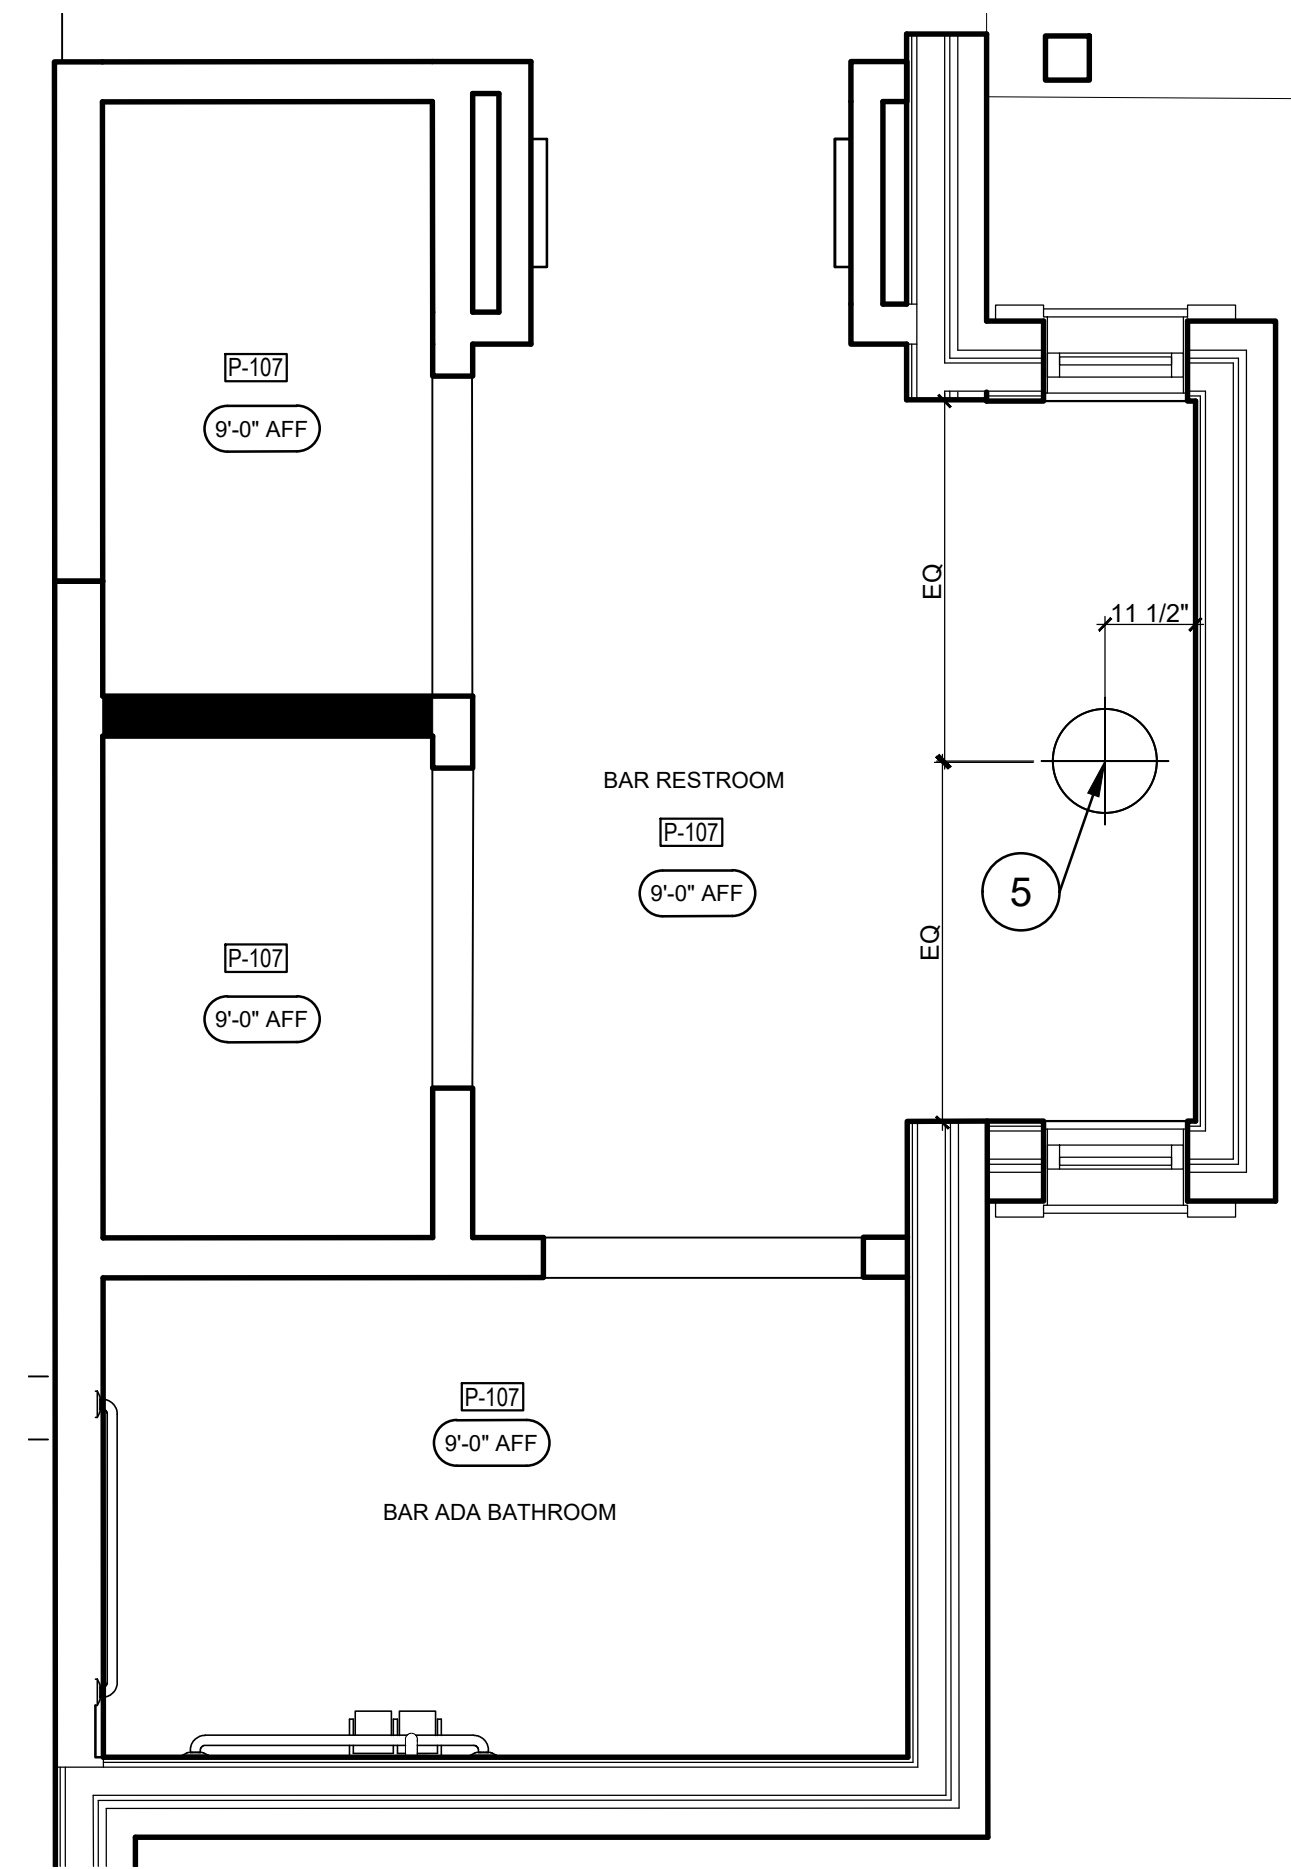 P-107
9'-0" AFF
EQ
11 1/2"
BAR RESTROOM
P-107
9'-0" AFF
5
EQ
P-107
9'-0" AFF
P-107
9'-0" AFF
BAR ADA BATHROOM